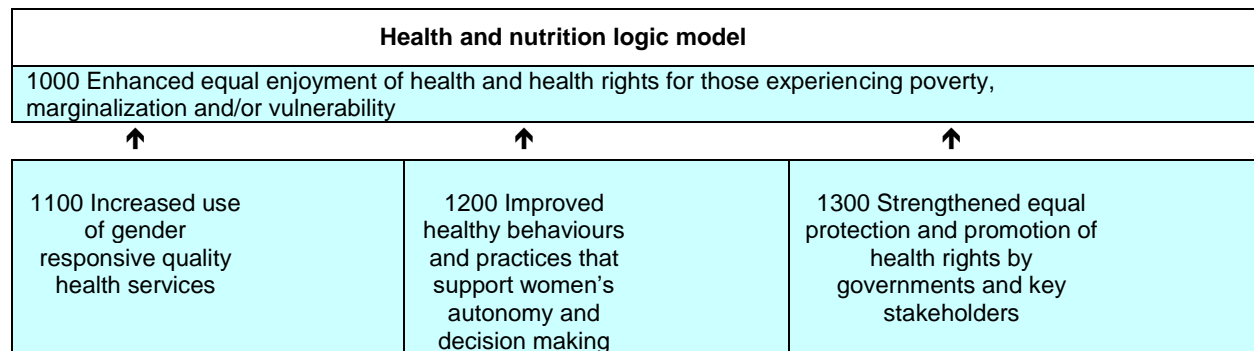 Health and nutrition logic model
1000 Enhanced equal enjoyment of health and health rights for those experiencing poverty,
marginalization and/or vulnerability
🡩 🡩 🡩
1100 Increased use
of gender
responsive quality
health services
1200 Improved
healthy behaviours
and practices that
support women’s
autonomy and
decision making
1300 Strengthened equal
protection and promotion of
health rights by
governments and key
stakeholders